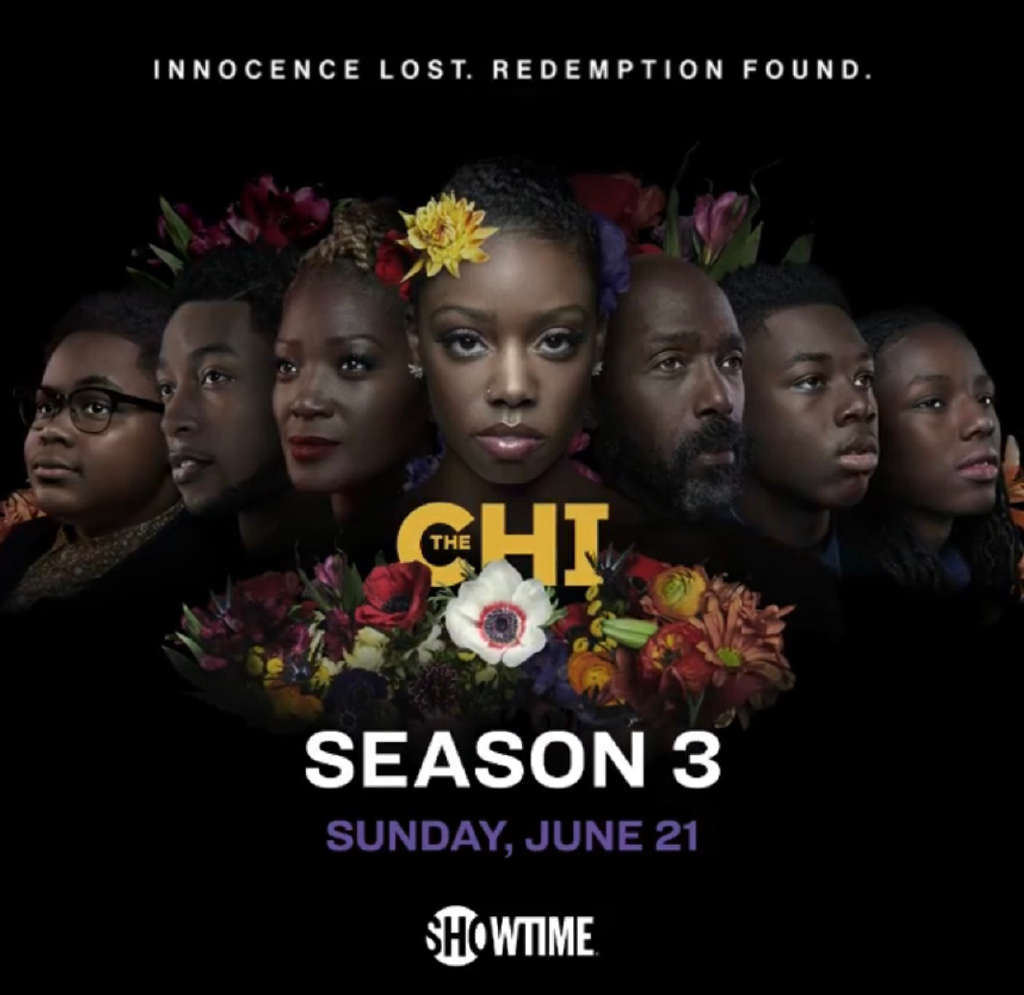 INNOCENCE LOST. REDEMPTION FOUND.
THE CHI
SEASON 3
SUNDAY, JUNE 21
SHOWTIME